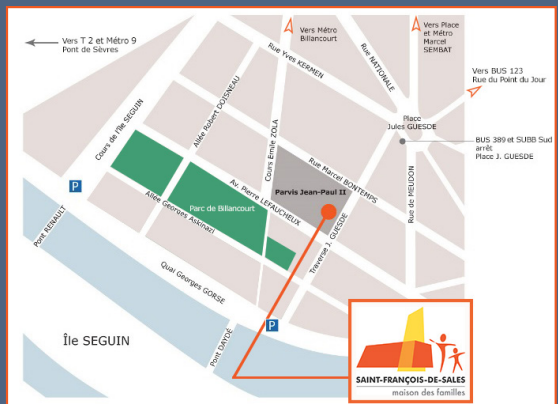 Vers T 2 et Métro 9
Pont de Sèvres
Vers Métro
Billancourt
Vers Place
et Métro
Marcel
SEMBAT
Rue Yves KERMEN
Rue NATIONALE
Vers BUS 123
Rue du Point du Jour
Cours de l'Île SEGUIN
Allée Robert DOISNEAU
Cours Emile ZOLA
Place
Jules GUESDE
BUS 389 et SUBB Sud
arrêt
Place J. GUESDE
Rue Marcel BONTEMPS
Rue de MEUDON
P
Parvis Jean-Paul II
Av. Pierre LEFAUCHEUX
Parc de Billancourt
Allée Georges Askinazi
Traverse J. GUESDE
Pont RENAULT
Quai Georges GORSE
P
Île SEGUIN
Pont DAYDÉ
SAINT-FRANÇOIS-DE-SALES
maison des familles